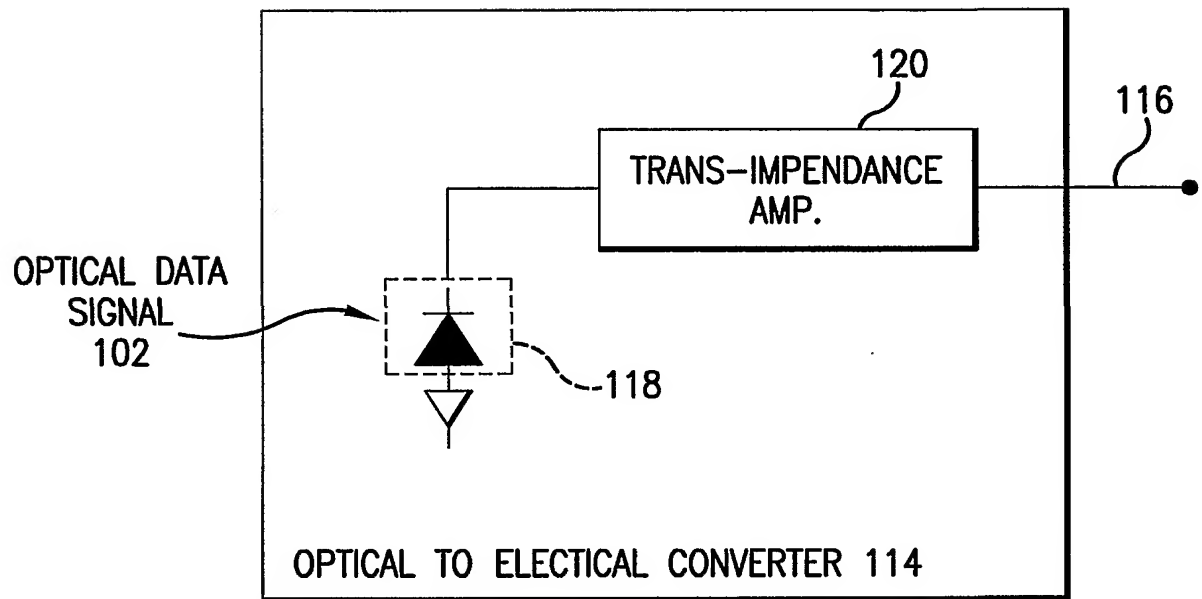 120
116
TRANS-IMPENDANCE
AMP.
OPTICAL DATA
SIGNAL
102
118
OPTICAL TO ELECTICAL CONVERTER 114